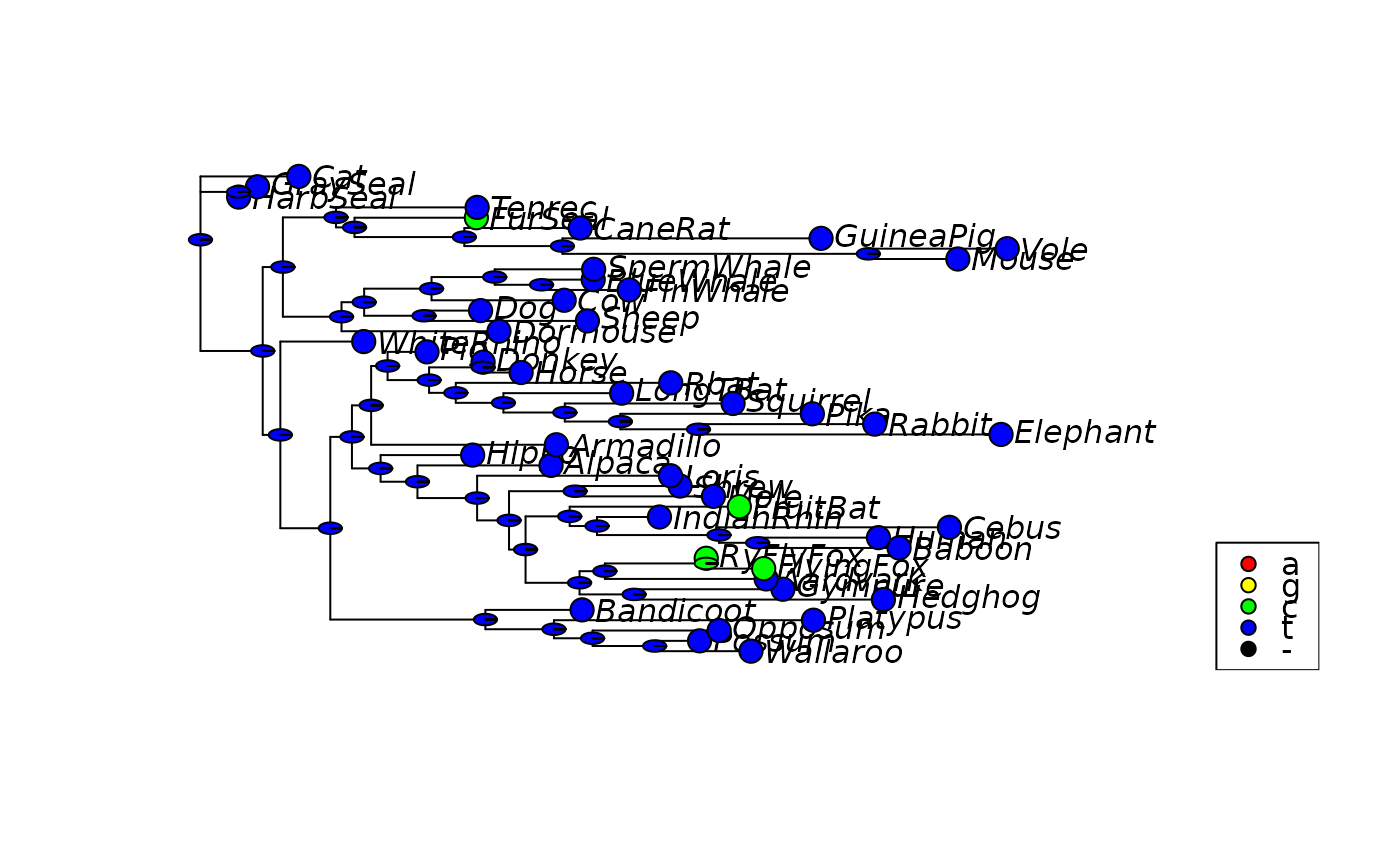 Cat
GraySeal
HarbSeal
Tenrec
FurSeal
CaneRat
GuineaPig
Vole
Mouse
SpermWhale
BlueWhale
FinWhale
Cow
Dog
Sheep
Dormouse
WhiteRhino
Pig
Donkey
Horse
Rbat
LongTBat
Squirrel
Pika
Rabbit
Elephant
Armadillo
Hippo
Alpaca
Loris
Shrew
Mole
FruitBat
IndianRhin
Cebus
Human
Baboon
RyFlyFox
FlyingFox
Aardvark
Gymnure
Hedghog
Bandicoot
Platypus
Opposum
Possum
Wallaroo
a
g
c
t
-